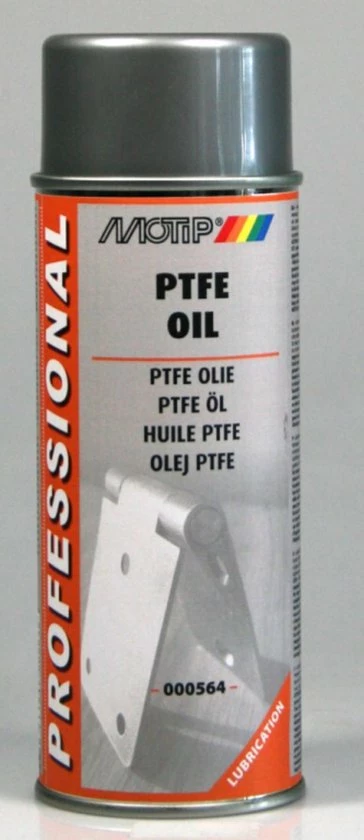 MOTIP®
PTFE
OIL
PTFE OLIE
PTFE ÖL
HUILE PTFE
OLEJ PTFE
000564
LUBRICATION
PROFESSIONAL